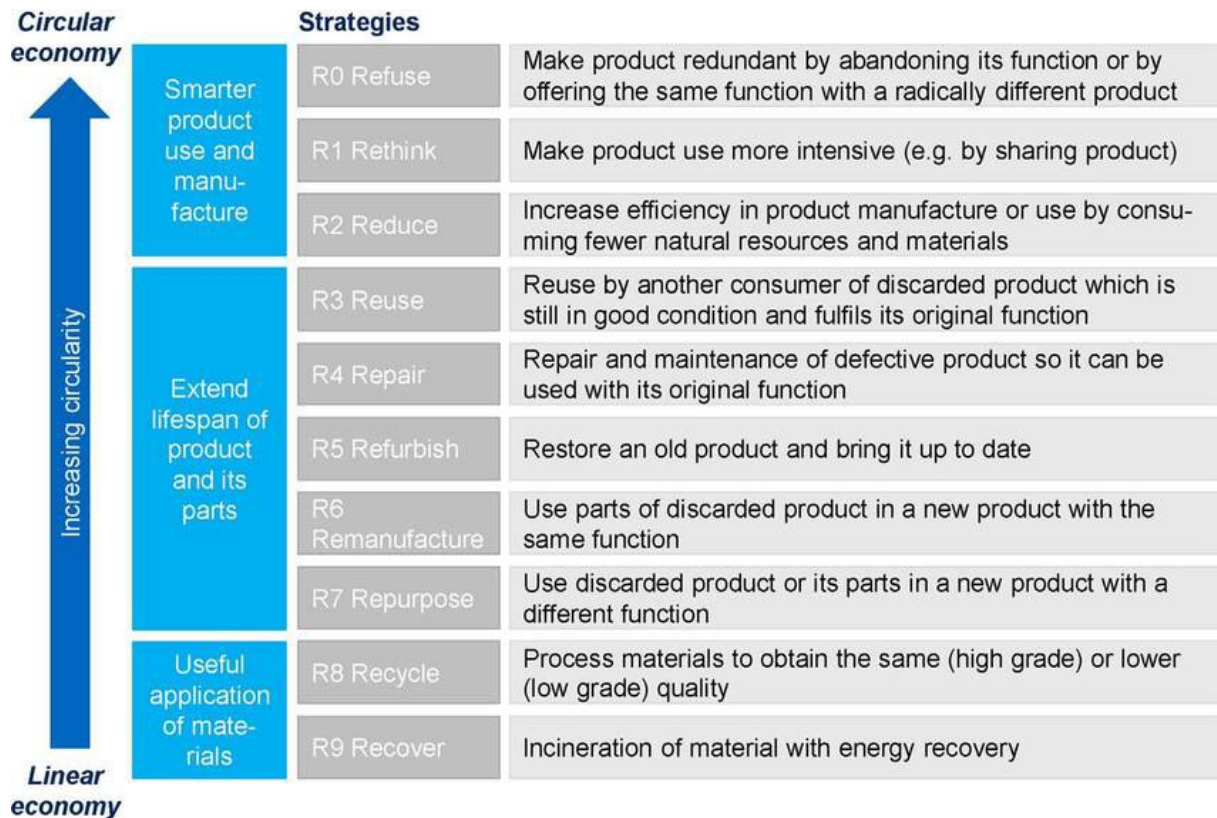 Circular
economy
Strategies
Increasing circularity
Linear
economy
Smarter
product
use and
manu-
facture
R0 Refuse
Make product redundant by abandoning its function or by
offering the same function with a radically different product
R1 Rethink
Make product use more intensive (e.g. by sharing product)
R2 Reduce
Increase efficiency in product manufacture or use by consu-
ming fewer natural resources and materials
Extend
lifespan of
product
and its
parts
R3 Reuse
Reuse by another consumer of discarded product which is
still in good condition and fulfils its original function
R4 Repair
Repair and maintenance of defective product so it can be
used with its original function
R5 Refurbish
Restore an old product and bring it up to date
R6
Remanufacture
Use parts of discarded product in a new product with the
same function
R7 Repurpose
Use discarded product or its parts in a new product with a
different function
Useful
application
of mate-
rials
R8 Recycle
Process materials to obtain the same (high grade) or lower
(low grade) quality
R9 Recover
Incineration of material with energy recovery